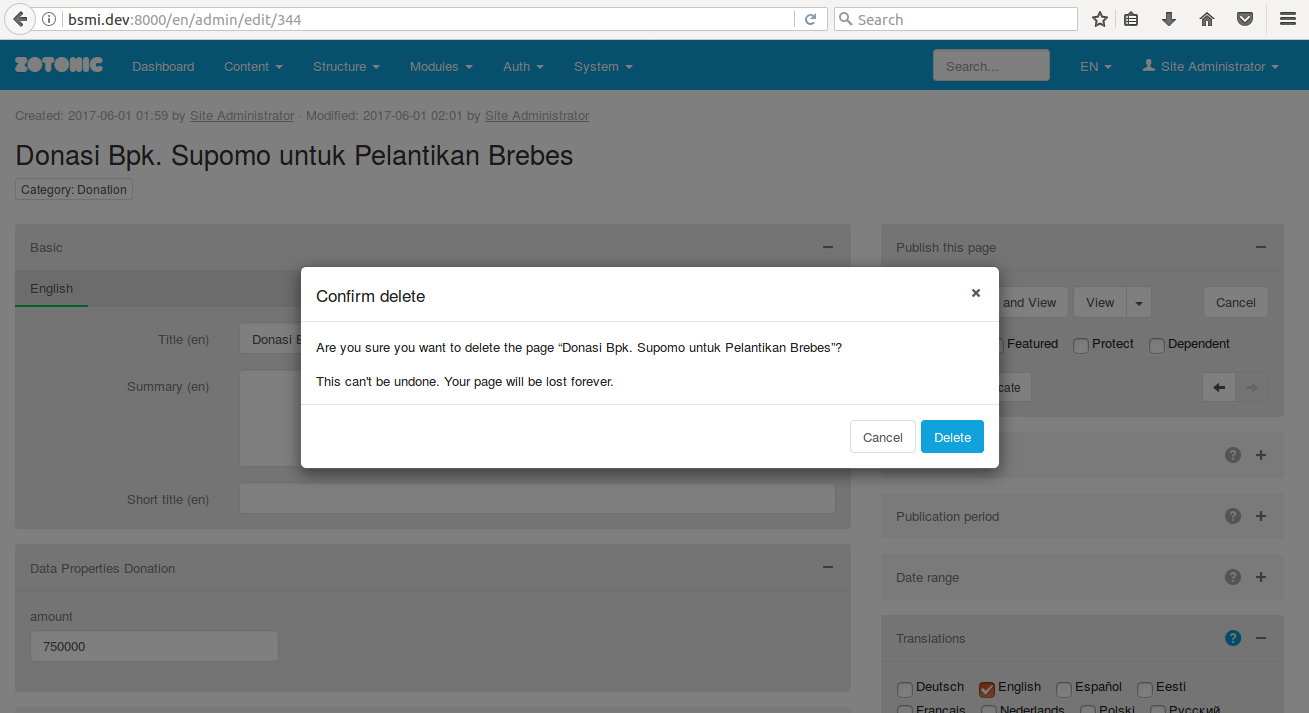 bsmi.dev:8000/en/admin/edit/344
Search
ZOTONIC Dashboard Content Structure Modules Auth System Search... EN Site Administrator
Created: 2017-06-01 01:59 by Site Administrator · Modified: 2017-06-01 02:01 by Site Administrator
Donasi Bpk. Supomo untuk Pelantikan Brebes
Category: Donation
Basic
English
Title (en) Donasi B
Summary (en)
Short title (en)
Data Properties Donation
amount
750000
Confirm delete
×
Are you sure you want to delete the page “Donasi Bpk. Supomo untuk Pelantikan Brebes”?
This can't be undone. Your page will be lost forever.
Cancel Delete
Publish this page
and View View Cancel
Featured Protect Dependent
cate
?
Publication period ?
Date range ?
Translations ?
Deutsch English Español Eesti
Français Nederlands Polski Русский